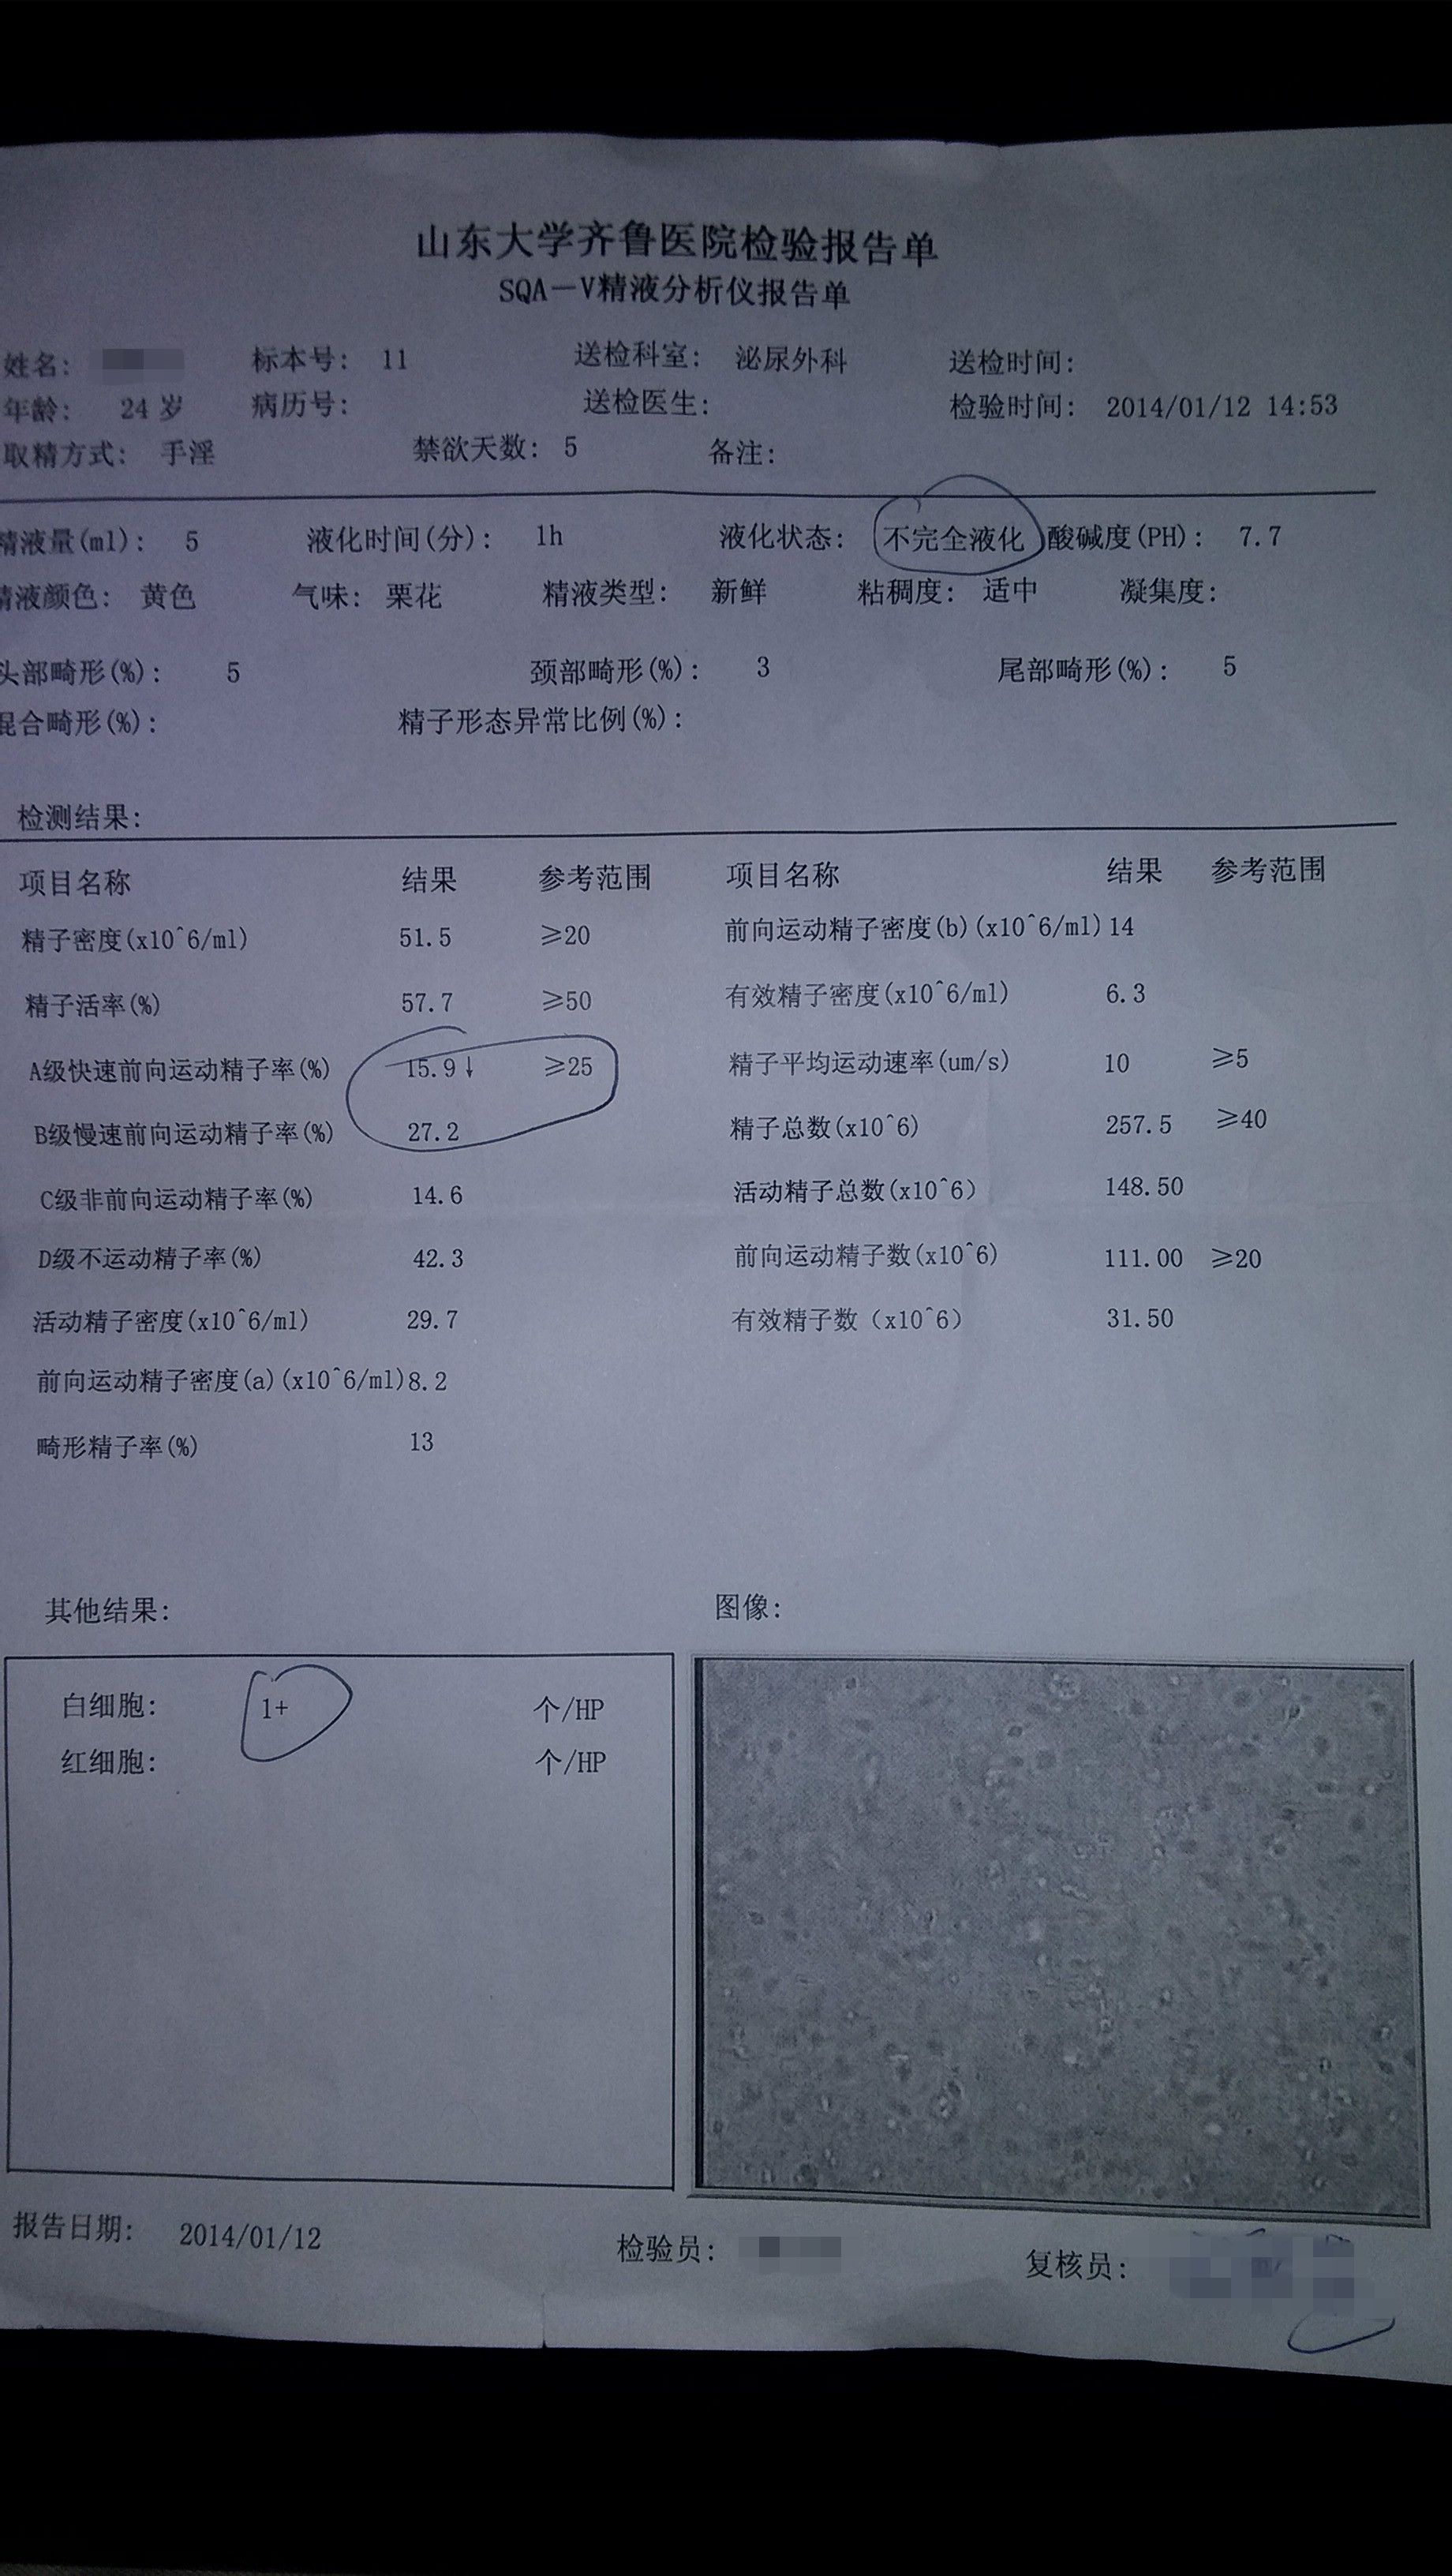 山东大学齐鲁医院检验报告单
SQA—V精液分析仪报告单
姓名: 标本号: 11 送检科室: 泌尿外科 送检时间:
年龄: 24 岁 病历号: 送检医生: 检验时间: 2014/01/12 14:53
取精方式: 手淫 禁欲天数: 5 备注:
精液量(ml): 5 液化时间(分): 1h 液化状态: 不完全液化 酸碱度(PH): 7.7
精液颜色: 黄色 气味: 栗花 精液类型: 新鲜 粘稠度: 适中 凝集度:
头部畸形(%): 5 颈部畸形(%): 3 尾部畸形(%): 5
混合畸形(%): 精子形态异常比例(%):
检测结果:
项目名称 结果 参考范围 项目名称 结果 参考范围
精子密度(x10^6/ml) 51.5 ≥20 前向运动精子密度(b)(x10^6/ml)14
精子活率(%) 57.7 ≥50 有效精子密度(x10^6/ml) 6.3
A级快速前向运动精子率(%) 15.9↓ ≥25 精子平均运动速率(um/s) 10 ≥5
B级慢速前向运动精子率(%) 27.2 精子总数(x10^6) 257.5 ≥40
C级非前向运动精子率(%) 14.6 活动精子总数(x10^6) 148.50
D级不运动精子率(%) 42.3 前向运动精子数(x10^6) 111.00 ≥20
活动精子密度(x10^6/ml) 29.7 有效精子数（x10^6） 31.50
前向运动精子密度(a)(x10^6/ml)8.2
畸形精子率(%) 13
其他结果: 图像:
白细胞: 1+ 个/HP
红细胞: 个/HP
报告日期: 2014/01/12 检验员: 复核员: